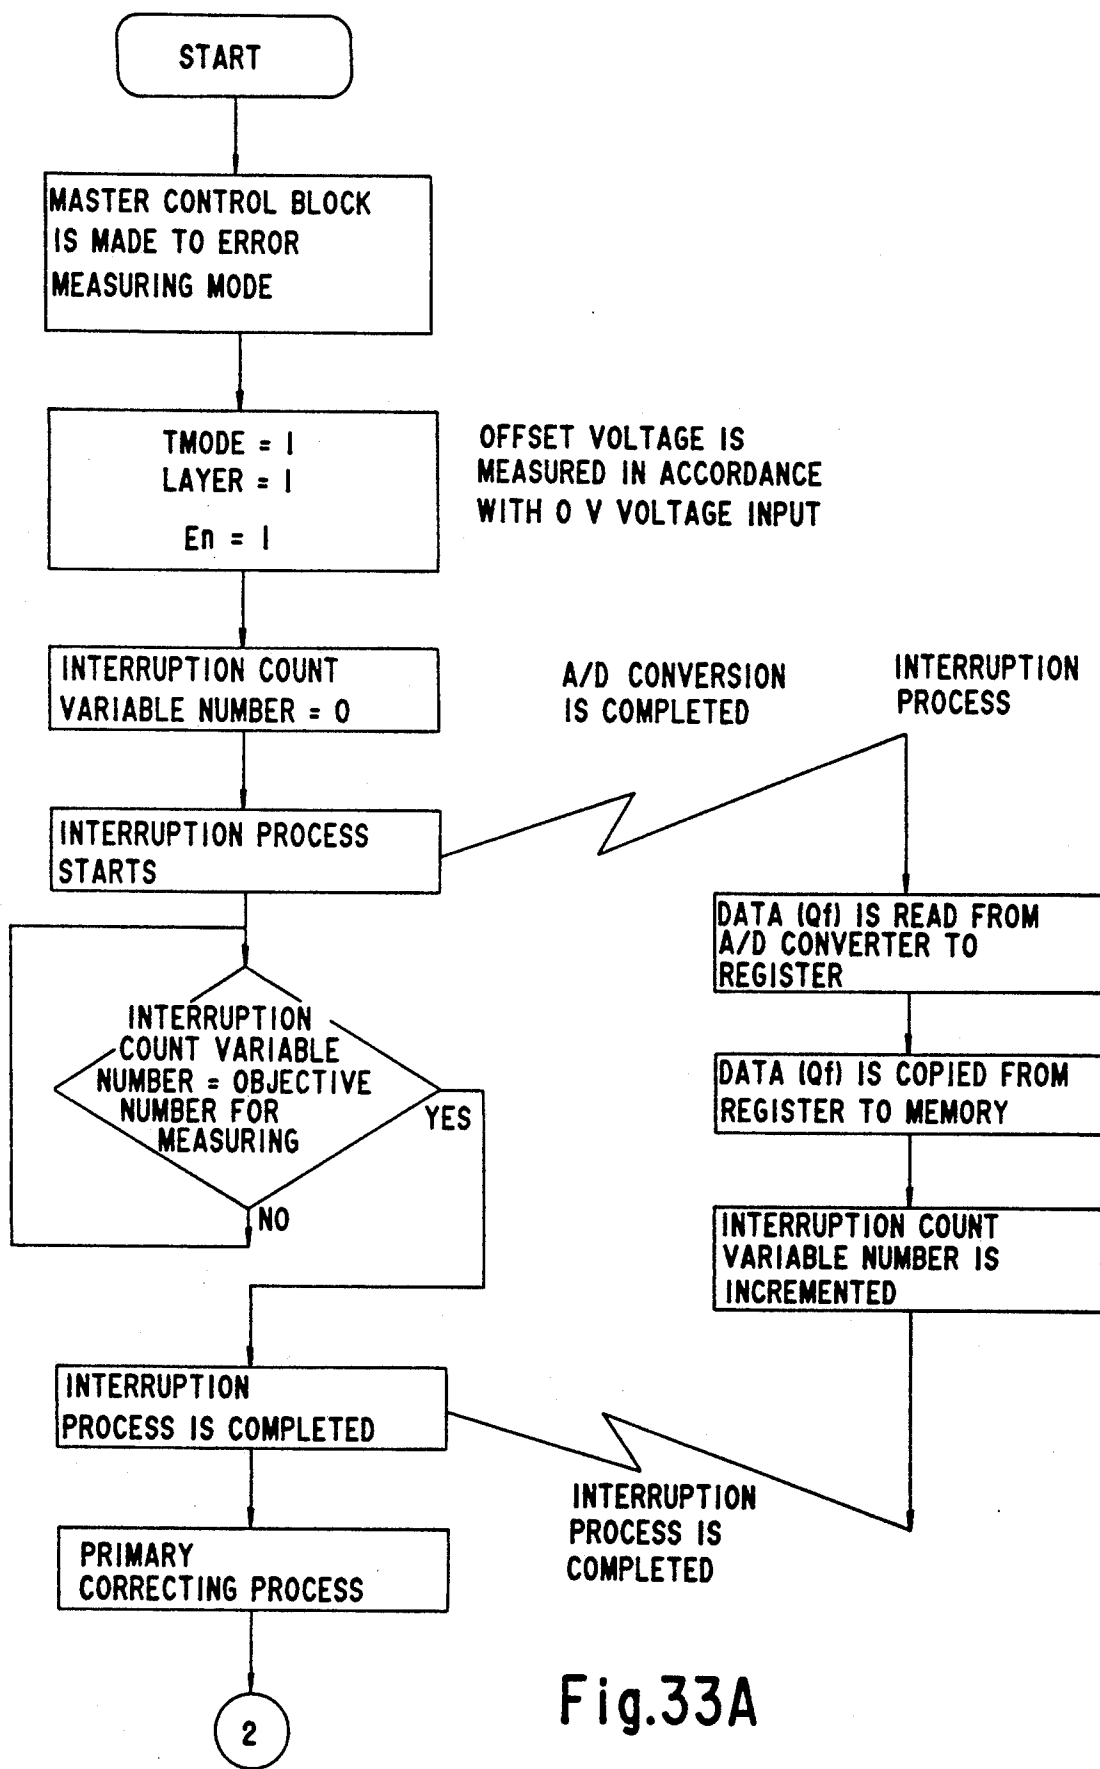 START
MASTER CONTROL BLOCK
IS MADE TO ERROR
MEASURING MODE
TMODE = 1
LAYER = 1
En = 1
OFFSET VOLTAGE IS
MEASURED IN ACCORDANCE
WITH 0 V VOLTAGE INPUT
INTERRUPTION COUNT
VARIABLE NUMBER = 0
A/D CONVERSION
IS COMPLETED
INTERRUPTION
PROCESS
INTERRUPTION PROCESS
STARTS
DATA (Qf) IS READ FROM
A/D CONVERTER TO
REGISTER
INTERRUPTION
COUNT VARIABLE
NUMBER = OBJECTIVE
NUMBER FOR
MEASURING
YES
NO
DATA (Qf) IS COPIED FROM
REGISTER TO MEMORY
INTERRUPTION COUNT
VARIABLE NUMBER IS
INCREMENTED
INTERRUPTION
PROCESS IS COMPLETED
INTERRUPTION
PROCESS IS
COMPLETED
PRIMARY
CORRECTING PROCESS
2
Fig.33A